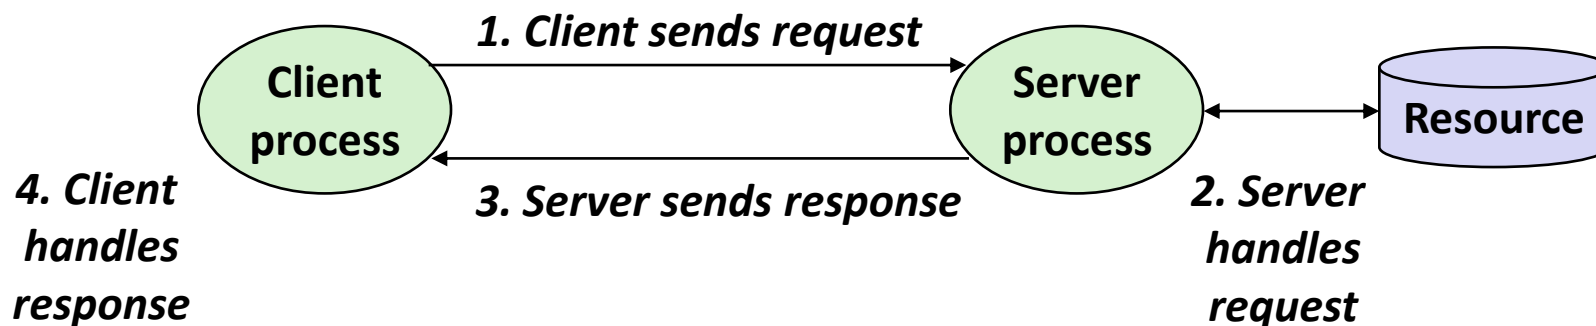 1. Client sends request
Client
process
Server
process
Resource
3. Server sends response
2. Server
handles
request
4. Client
handles
response